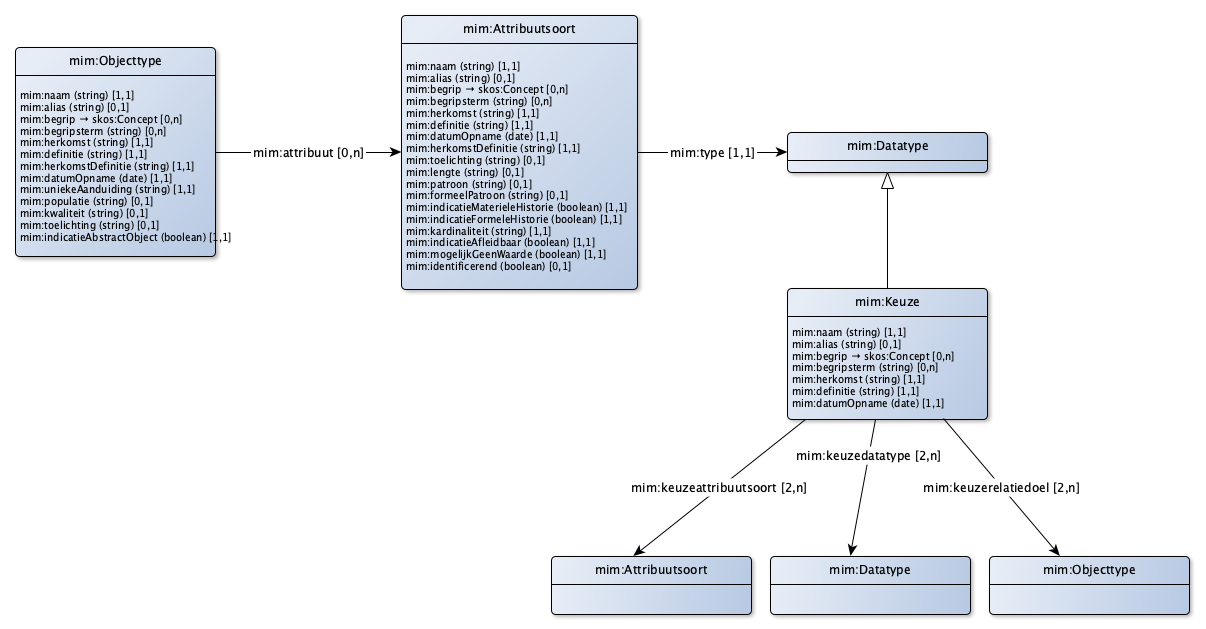 mim:Objecttype
mim:naam (string) [1,1]
mim:alias (string) [0,1]
mim:begrip → skos:Concept [0,n]
mim:begripsterm (string) [0,n]
mim:herkomst (string) [1,1]
mim:definitie (string) [1,1]
mim:herkomstDefinitie (string) [1,1]
mim:datumOpname (date) [1,1]
mim:uniekeAanduiding (string) [1,1]
mim:populatie (string) [0,1]
mim:kwaliteit (string) [0,1]
mim:toelichting (string) [0,1]
mim:indicatieAbstractObject (boolean) [1,1]
mim:attribuut [0,n]
mim:Attribuutsoort
mim:naam (string) [1,1]
mim:alias (string) [0,1]
mim:begrip → skos:Concept [0,n]
mim:begripsterm (string) [0,n]
mim:herkomst (string) [1,1]
mim:definitie (string) [1,1]
mim:datumOpname (date) [1,1]
mim:herkomstDefinitie (string) [1,1]
mim:toelichting (string) [0,1]
mim:lengte (string) [0,1]
mim:patroon (string) [0,1]
mim:formeelPatroon (string) [0,1]
mim:indicatieMaterieleHistorie (boolean) [1,1]
mim:indicatieFormeleHistorie (boolean) [1,1]
mim:kardinaliteit (string) [1,1]
mim:indicatieAfleidbaar (boolean) [1,1]
mim:mogelijkGeenWaarde (boolean) [1,1]
mim:identificerend (boolean) [0,1]
mim:type [1,1]
mim:Datatype
mim:Keuze
mim:naam (string) [1,1]
mim:alias (string) [0,1]
mim:begrip → skos:Concept [0,n]
mim:begripsterm (string) [0,n]
mim:herkomst (string) [1,1]
mim:definitie (string) [1,1]
mim:datumOpname (date) [1,1]
mim:keuzedatatype [2,n]
mim:keuzeattribuutsoort [2,n]
mim:keuzerelatiedoel [2,n]
mim:Attribuutsoort
mim:Datatype
mim:Objecttype